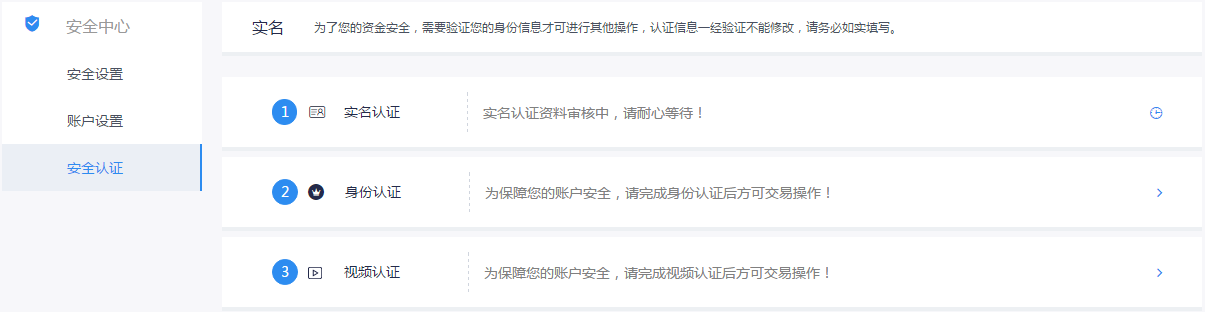 安全中心
安全设置
账户设置
安全认证
实名 为了您的资金安全，需要验证您的身份信息才可进行其他操作，认证信息一经验证不能修改，请务必如实填写。
1 实名认证 实名认证资料审核中，请耐心等待！
2 身份认证 为保障您的账户安全，请完成身份认证后方可交易操作！
3 视频认证 为保障您的账户安全，请完成视频认证后方可交易操作！